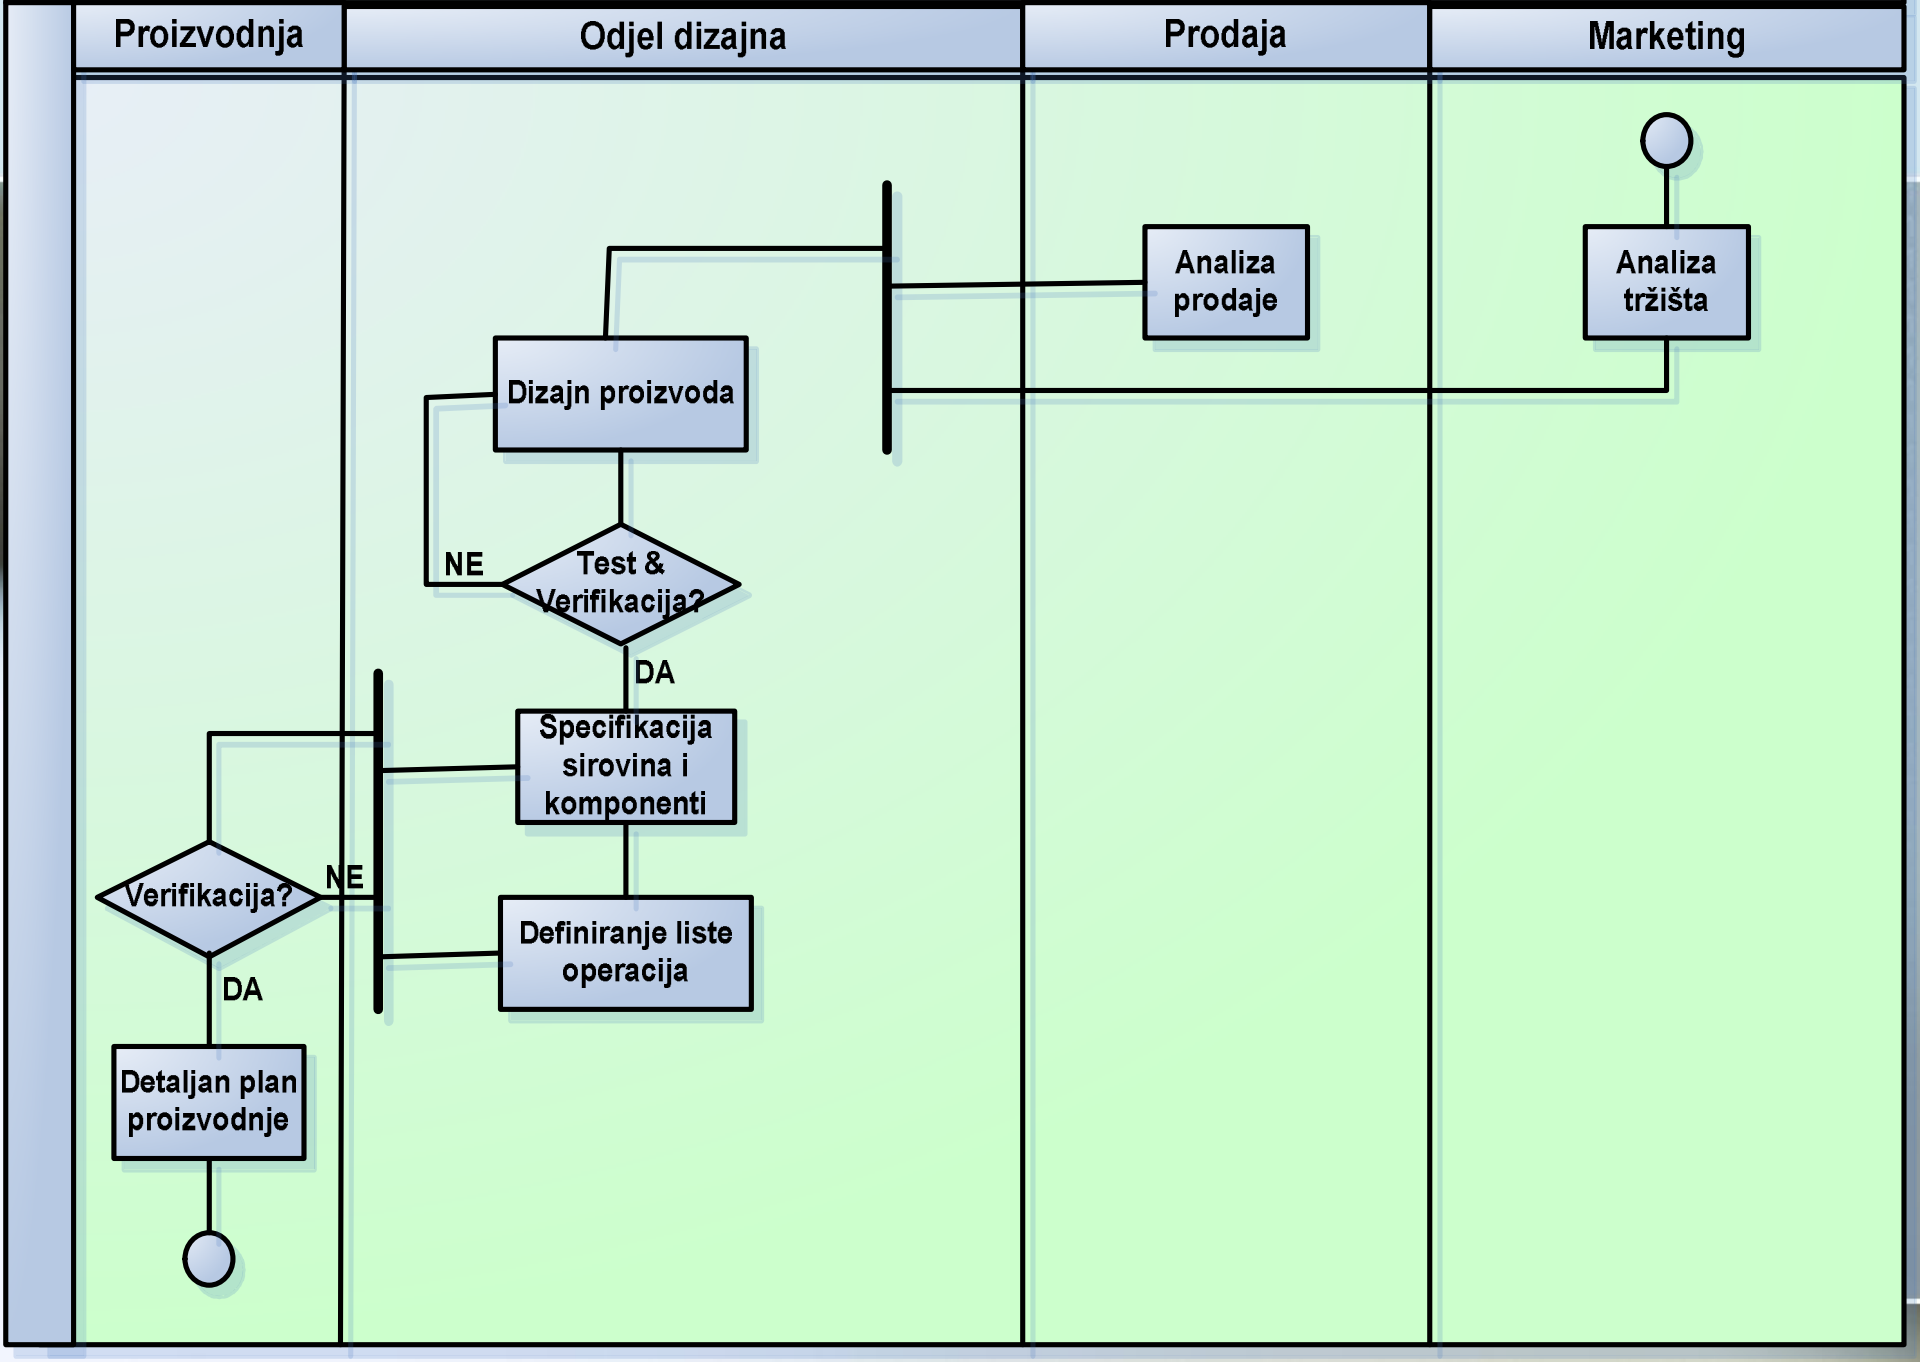 Proizvodnja
Odjel dizajna
Prodaja
Marketing
Analiza
prodaje
Analiza
tržišta
Dizajn proizvoda
NE
Test &
Verifikacija?
DA
Specifikacija
sirovina i
komponenti
Verifikacija?
NE
Definiranje liste
operacija
DA
Detaljan plan
proizvodnje